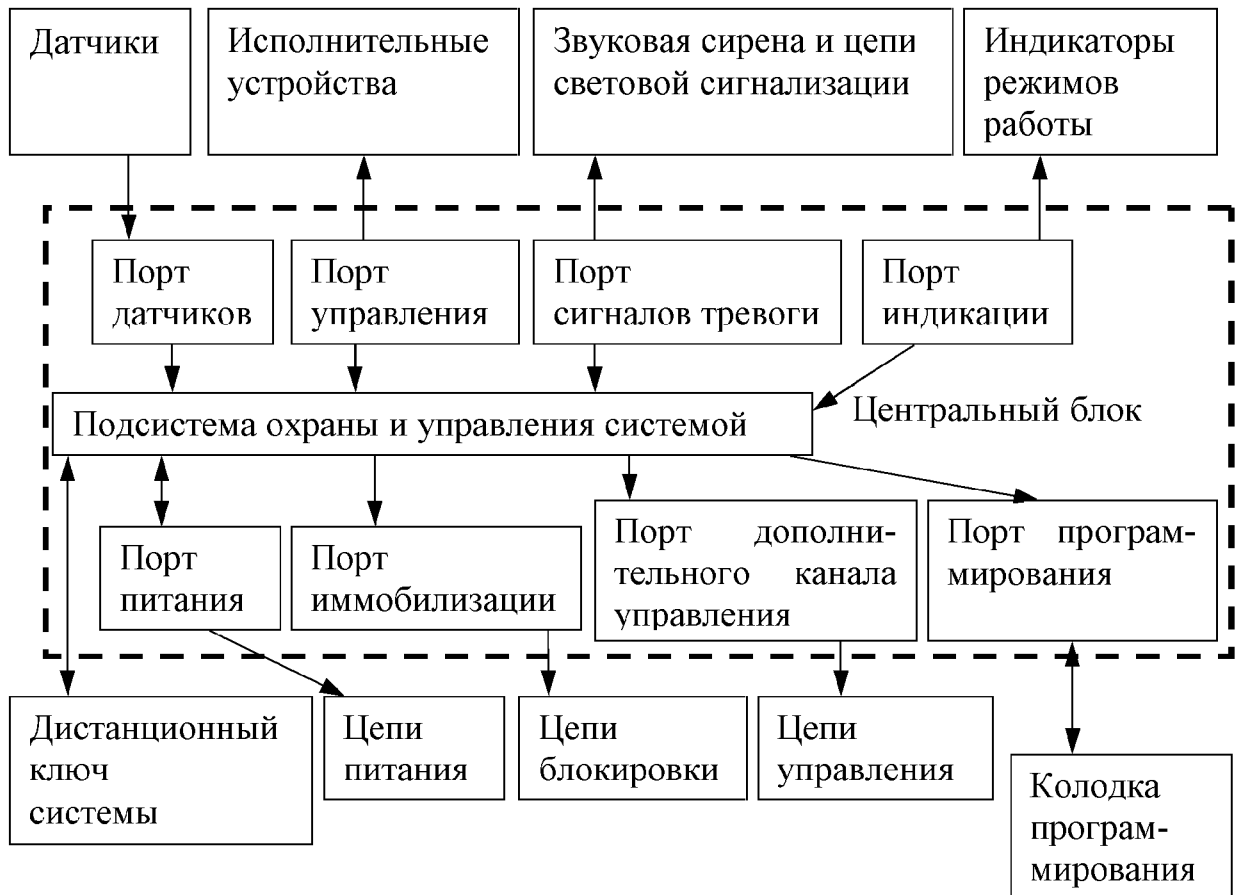 Датчики
Исполнительные
устройства
Звуковая сирена и цепи
световой сигнализации
Индикаторы
режимов
работы
Порт
датчиков
Порт
управления
Порт
сигналов тревоги
Порт
индикации
Подсистема охраны и управления системой
Центральный блок
Порт
питания
Порт
иммобилизации
Порт дополни-
тельного канала
управления
Порт програм-
мирования
Дистанционный
ключ
системы
Цепи
питания
Цепи
блокировки
Цепи
управления
Колодка
програм-
мирования